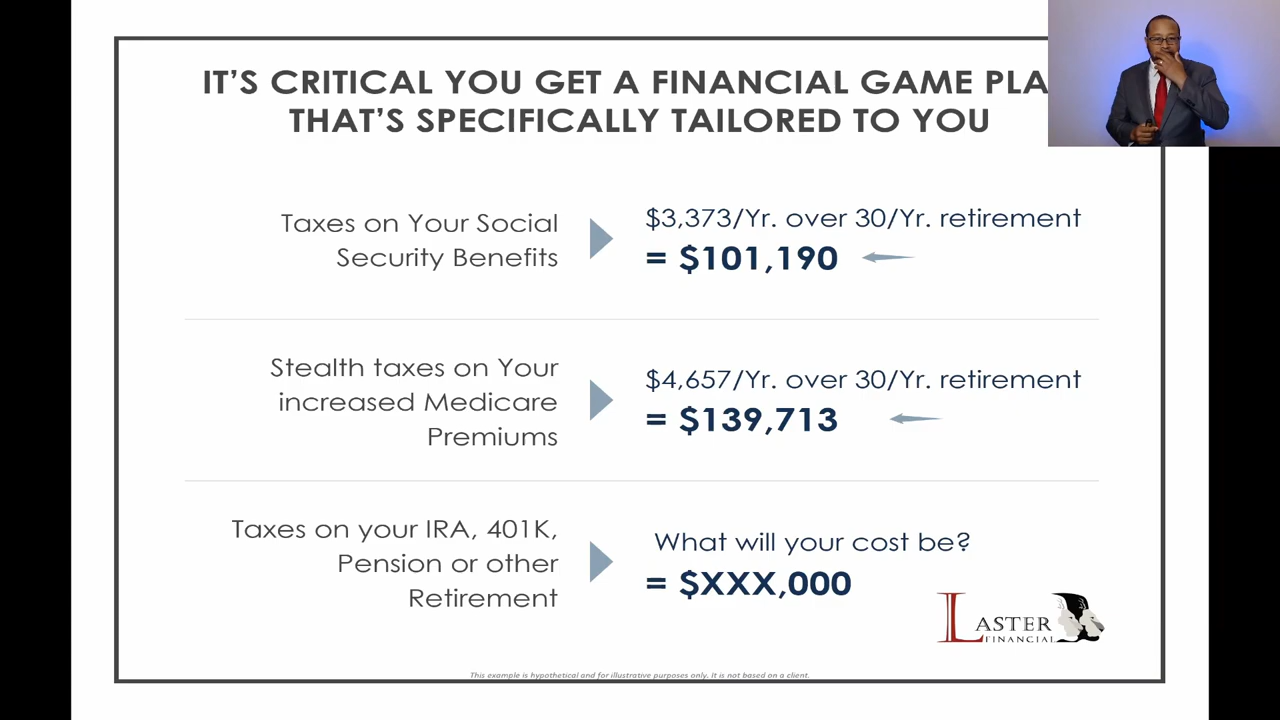 IT'S CRITICAL YOU GET A FINANCIAL GAME PLA
THAT'S SPECIFICALLY TAILORED TO YOU
Taxes on Your Social
Security Benefits
$3,373/Yr. over 30/Yr. retirement
= $101,190
Stealth taxes on Your
increased Medicare
Premiums
$4,657/Yr. over 30/Yr. retirement
= $139,713
Taxes on your IRA, 401K,
Pension or other
Retirement
What will your cost be?
= $XXX,000
LASTER
FINANCIAL
This example is hypothetical and for illustrative purposes only. It is not based on a client.